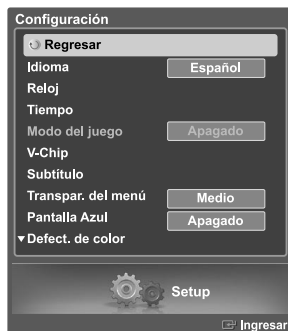 Configuración
Regresar
Idioma Español
Reloj
Tiempo
Modo del juego Apagado
V-Chip
Subtitulo
Transpar. del menú Medio
Pantalla Azul Apagado
▼Defect. de color
Setup
Ingresar